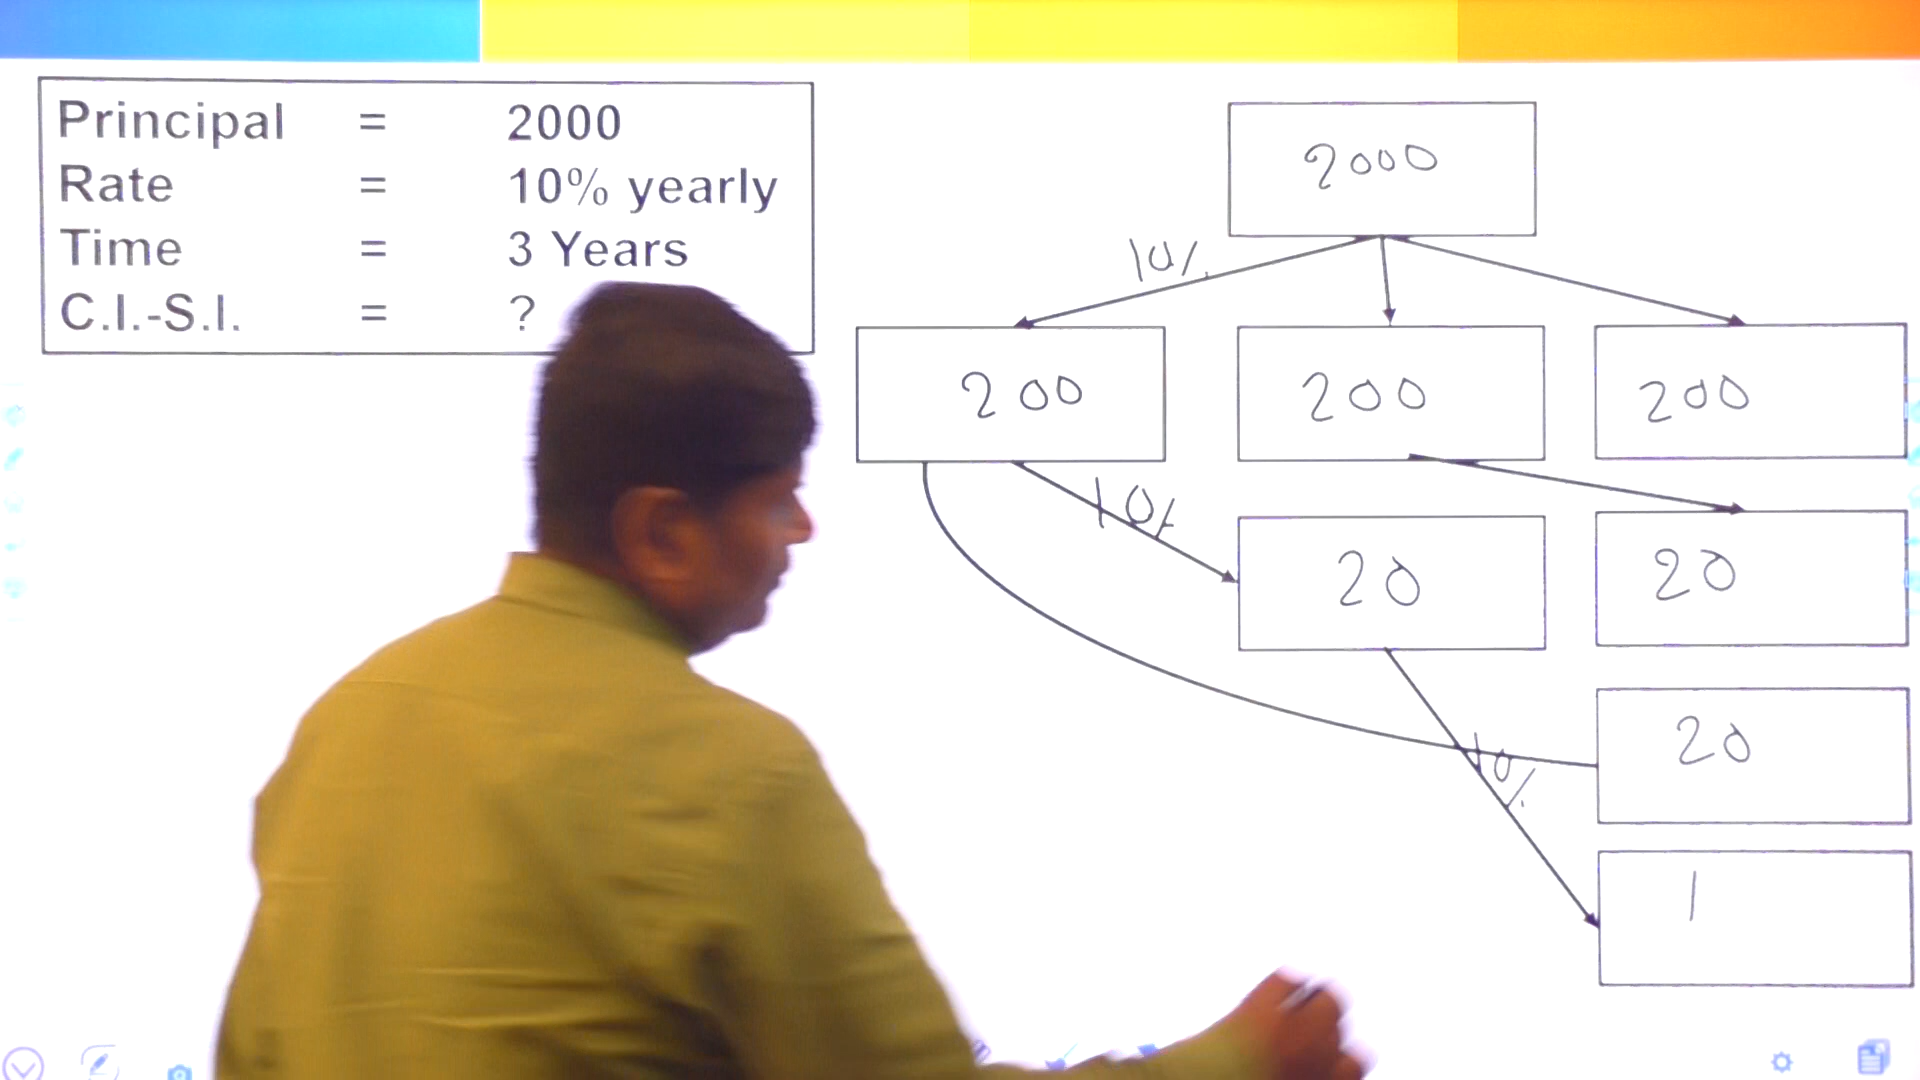 Principal = 2000
Rate = 10% yearly
Time = 3 Years
C.I.-S.I. = ?
2000
10%
200 200 200
10%
20 20
20
10%
1